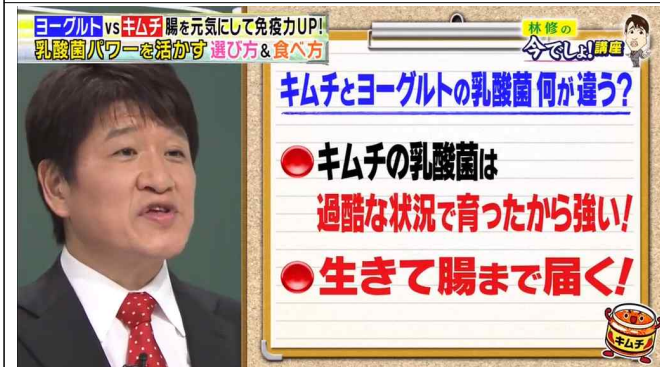 ヨーグルトvsキムチ 腸を元気にして免疫力UP!
乳酸菌パワーを活かす 選び方&食べ方
林修の
今でしょ!講座
キムチとヨーグルトの乳酸菌 何が違う?
キムチの乳酸菌は
過酷な状況で育ったから強い!
生きて腸まで届く!
キムチ